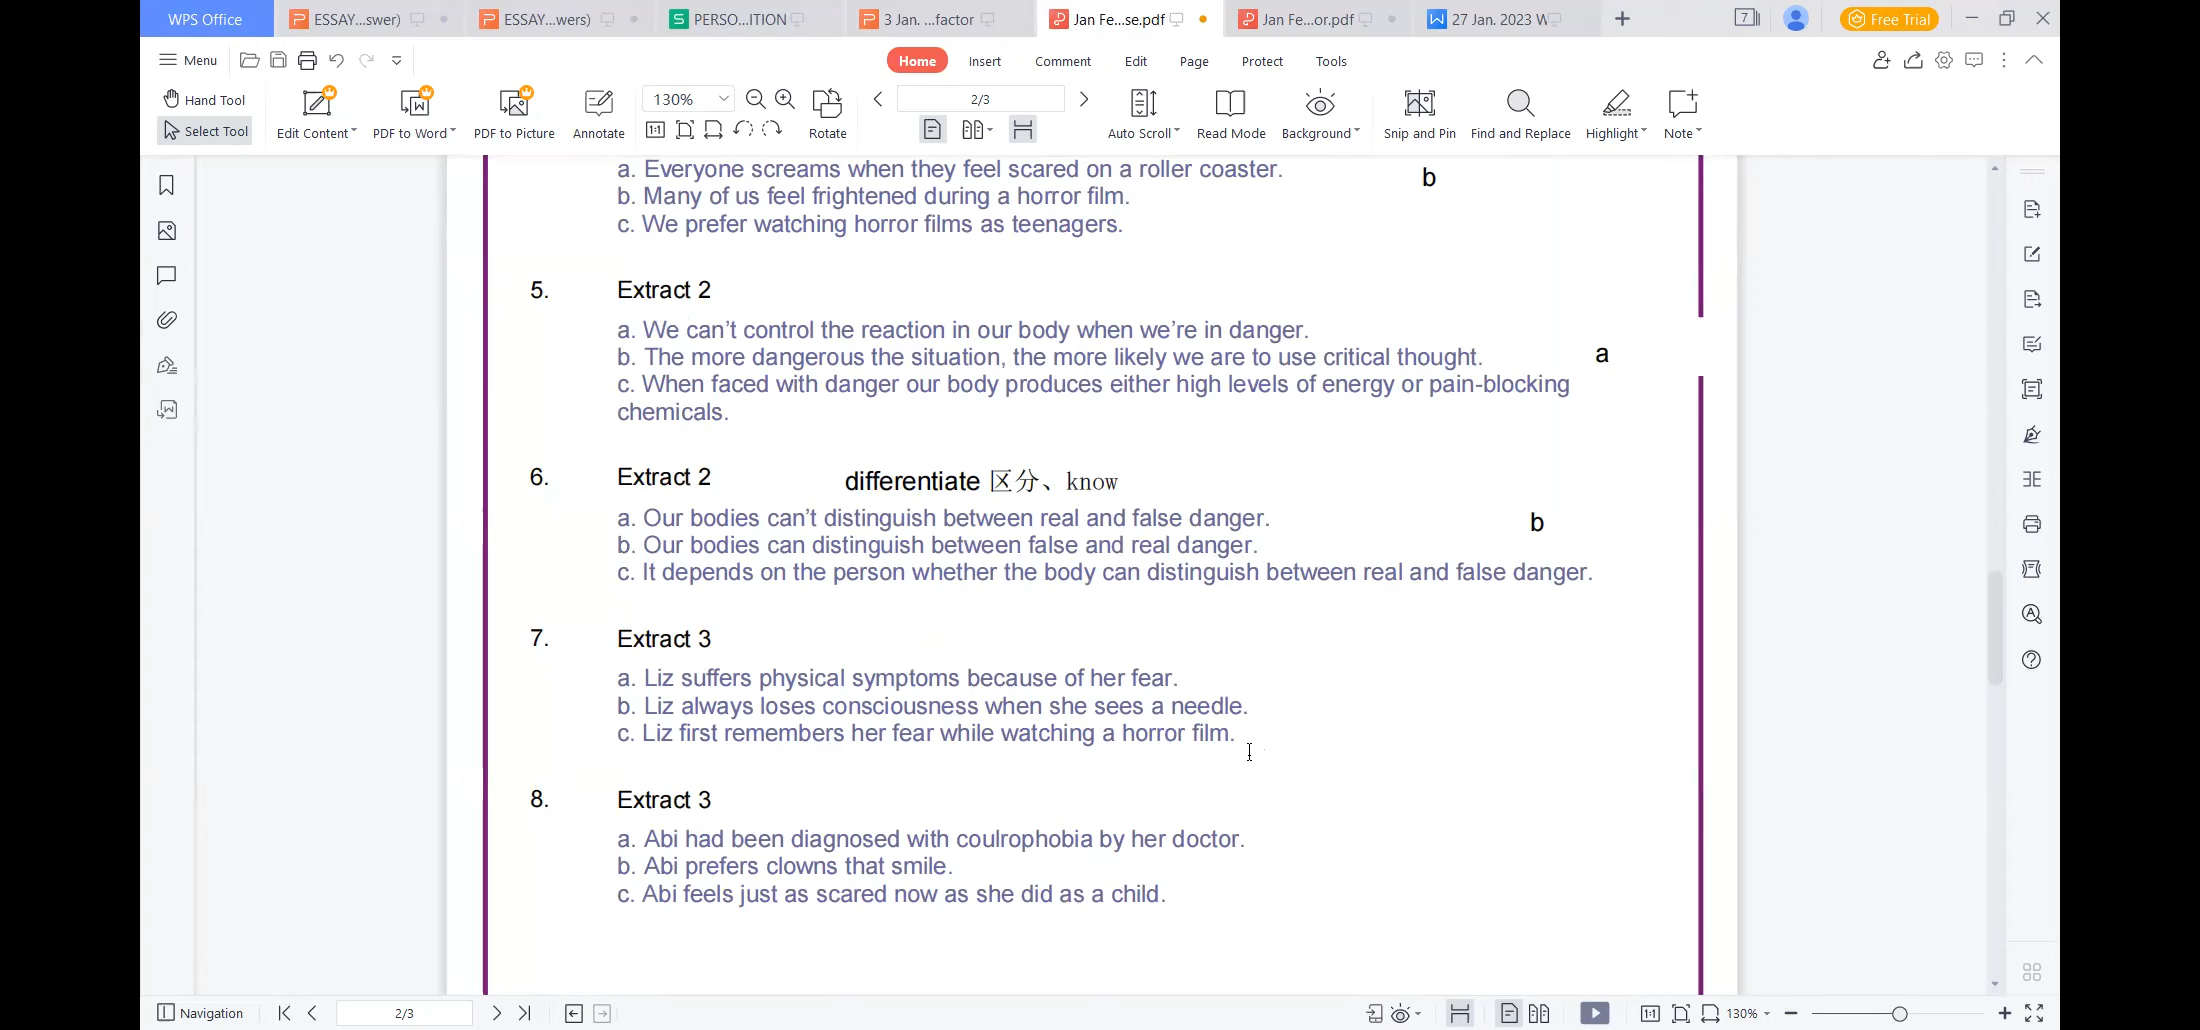 WPS Office
ESSAY...swer)
ESSAY...wers)
PERSO...ITION
3 Jan. ...factor
Jan Fe...se.pdf
Jan Fe...or.pdf
27 Jan. 2023 W
7
Free Trial
Menu
Home
Insert
Comment
Edit
Page
Protect
Tools
Hand Tool
Select Tool
Edit Content
PDF to Word
PDF to Picture
Annotate
130%
Rotate
2/3
Auto Scroll
Read Mode
Background
Snip and Pin
Find and Replace
Highlight
Note
a. Everyone screams when they feel scared on a roller coaster.
b
b. Many of us feel frightened during a horror film.
c. We prefer watching horror films as teenagers.
5. Extract 2
a. We can't control the reaction in our body when we're in danger.
b. The more dangerous the situation, the more likely we are to use critical thought.
a
c. When faced with danger our body produces either high levels of energy or pain-blocking
chemicals.
6. Extract 2
differentiate 区分、know
a. Our bodies can't distinguish between real and false danger.
b
b. Our bodies can distinguish between false and real danger.
c. It depends on the person whether the body can distinguish between real and false danger.
7. Extract 3
a. Liz suffers physical symptoms because of her fear.
b. Liz always loses consciousness when she sees a needle.
c. Liz first remembers her fear while watching a horror film.
8. Extract 3
a. Abi had been diagnosed with coulrophobia by her doctor.
b. Abi prefers clowns that smile.
c. Abi feels just as scared now as she did as a child.
Navigation
2/3
130%